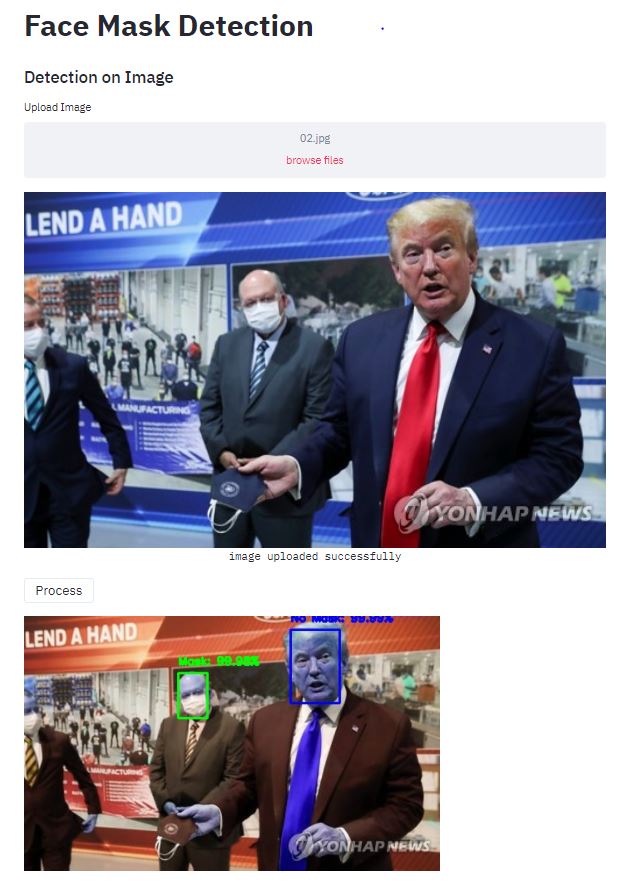 Face Mask Detection
Detection on Image
Upload Image
02.jpg
browse files
LEND A HAND
L MANUFACTURING
YONHAP NEWS
image uploaded successfully
Process
LEND A HAND
No Mask: 99.99%
Mask: 99.98%
L MANUFACTURING
YONHAP NEWS